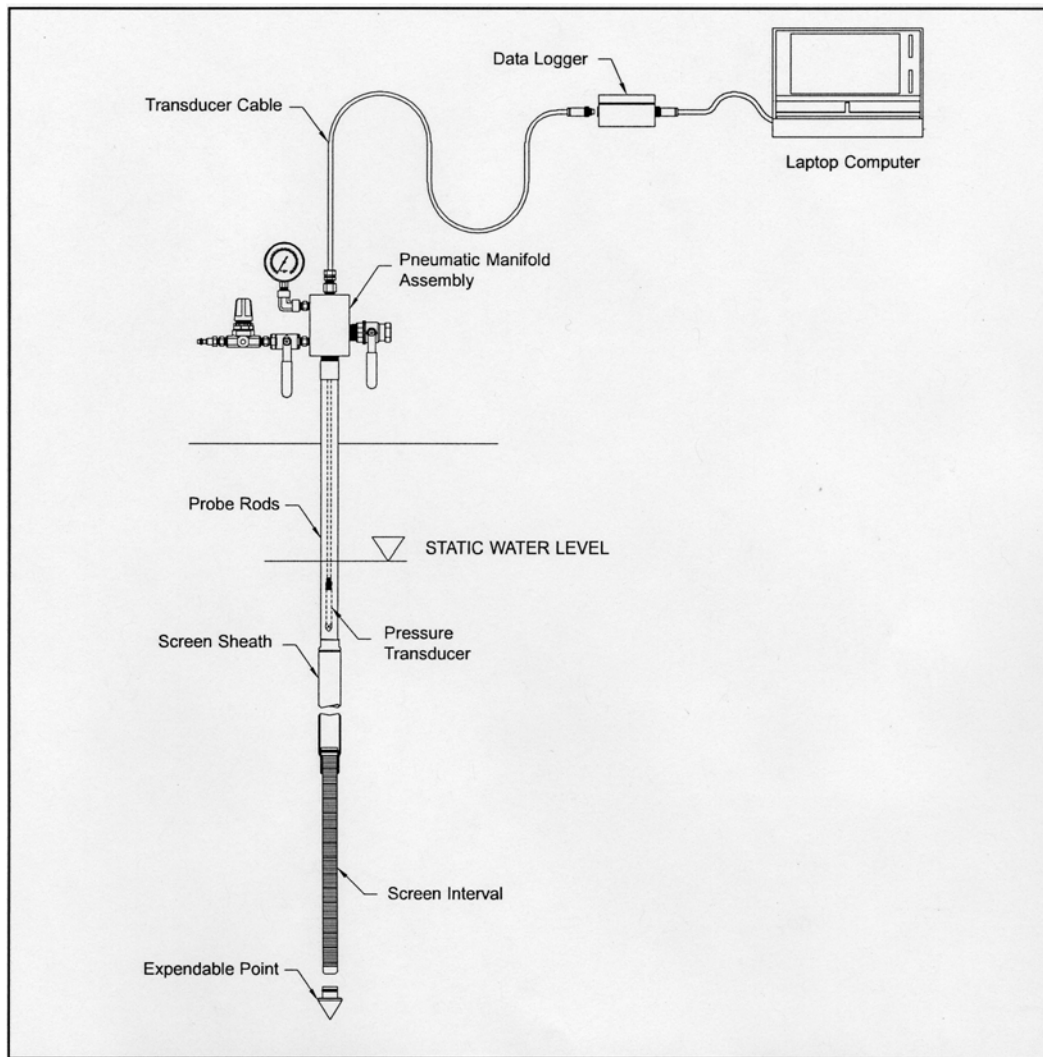 Data Logger
Transducer Cable
Laptop Computer
Pneumatic Manifold
Assembly
Probe Rods
STATIC WATER LEVEL
Pressure
Transducer
Screen Sheath
Screen Interval
Expendable Point